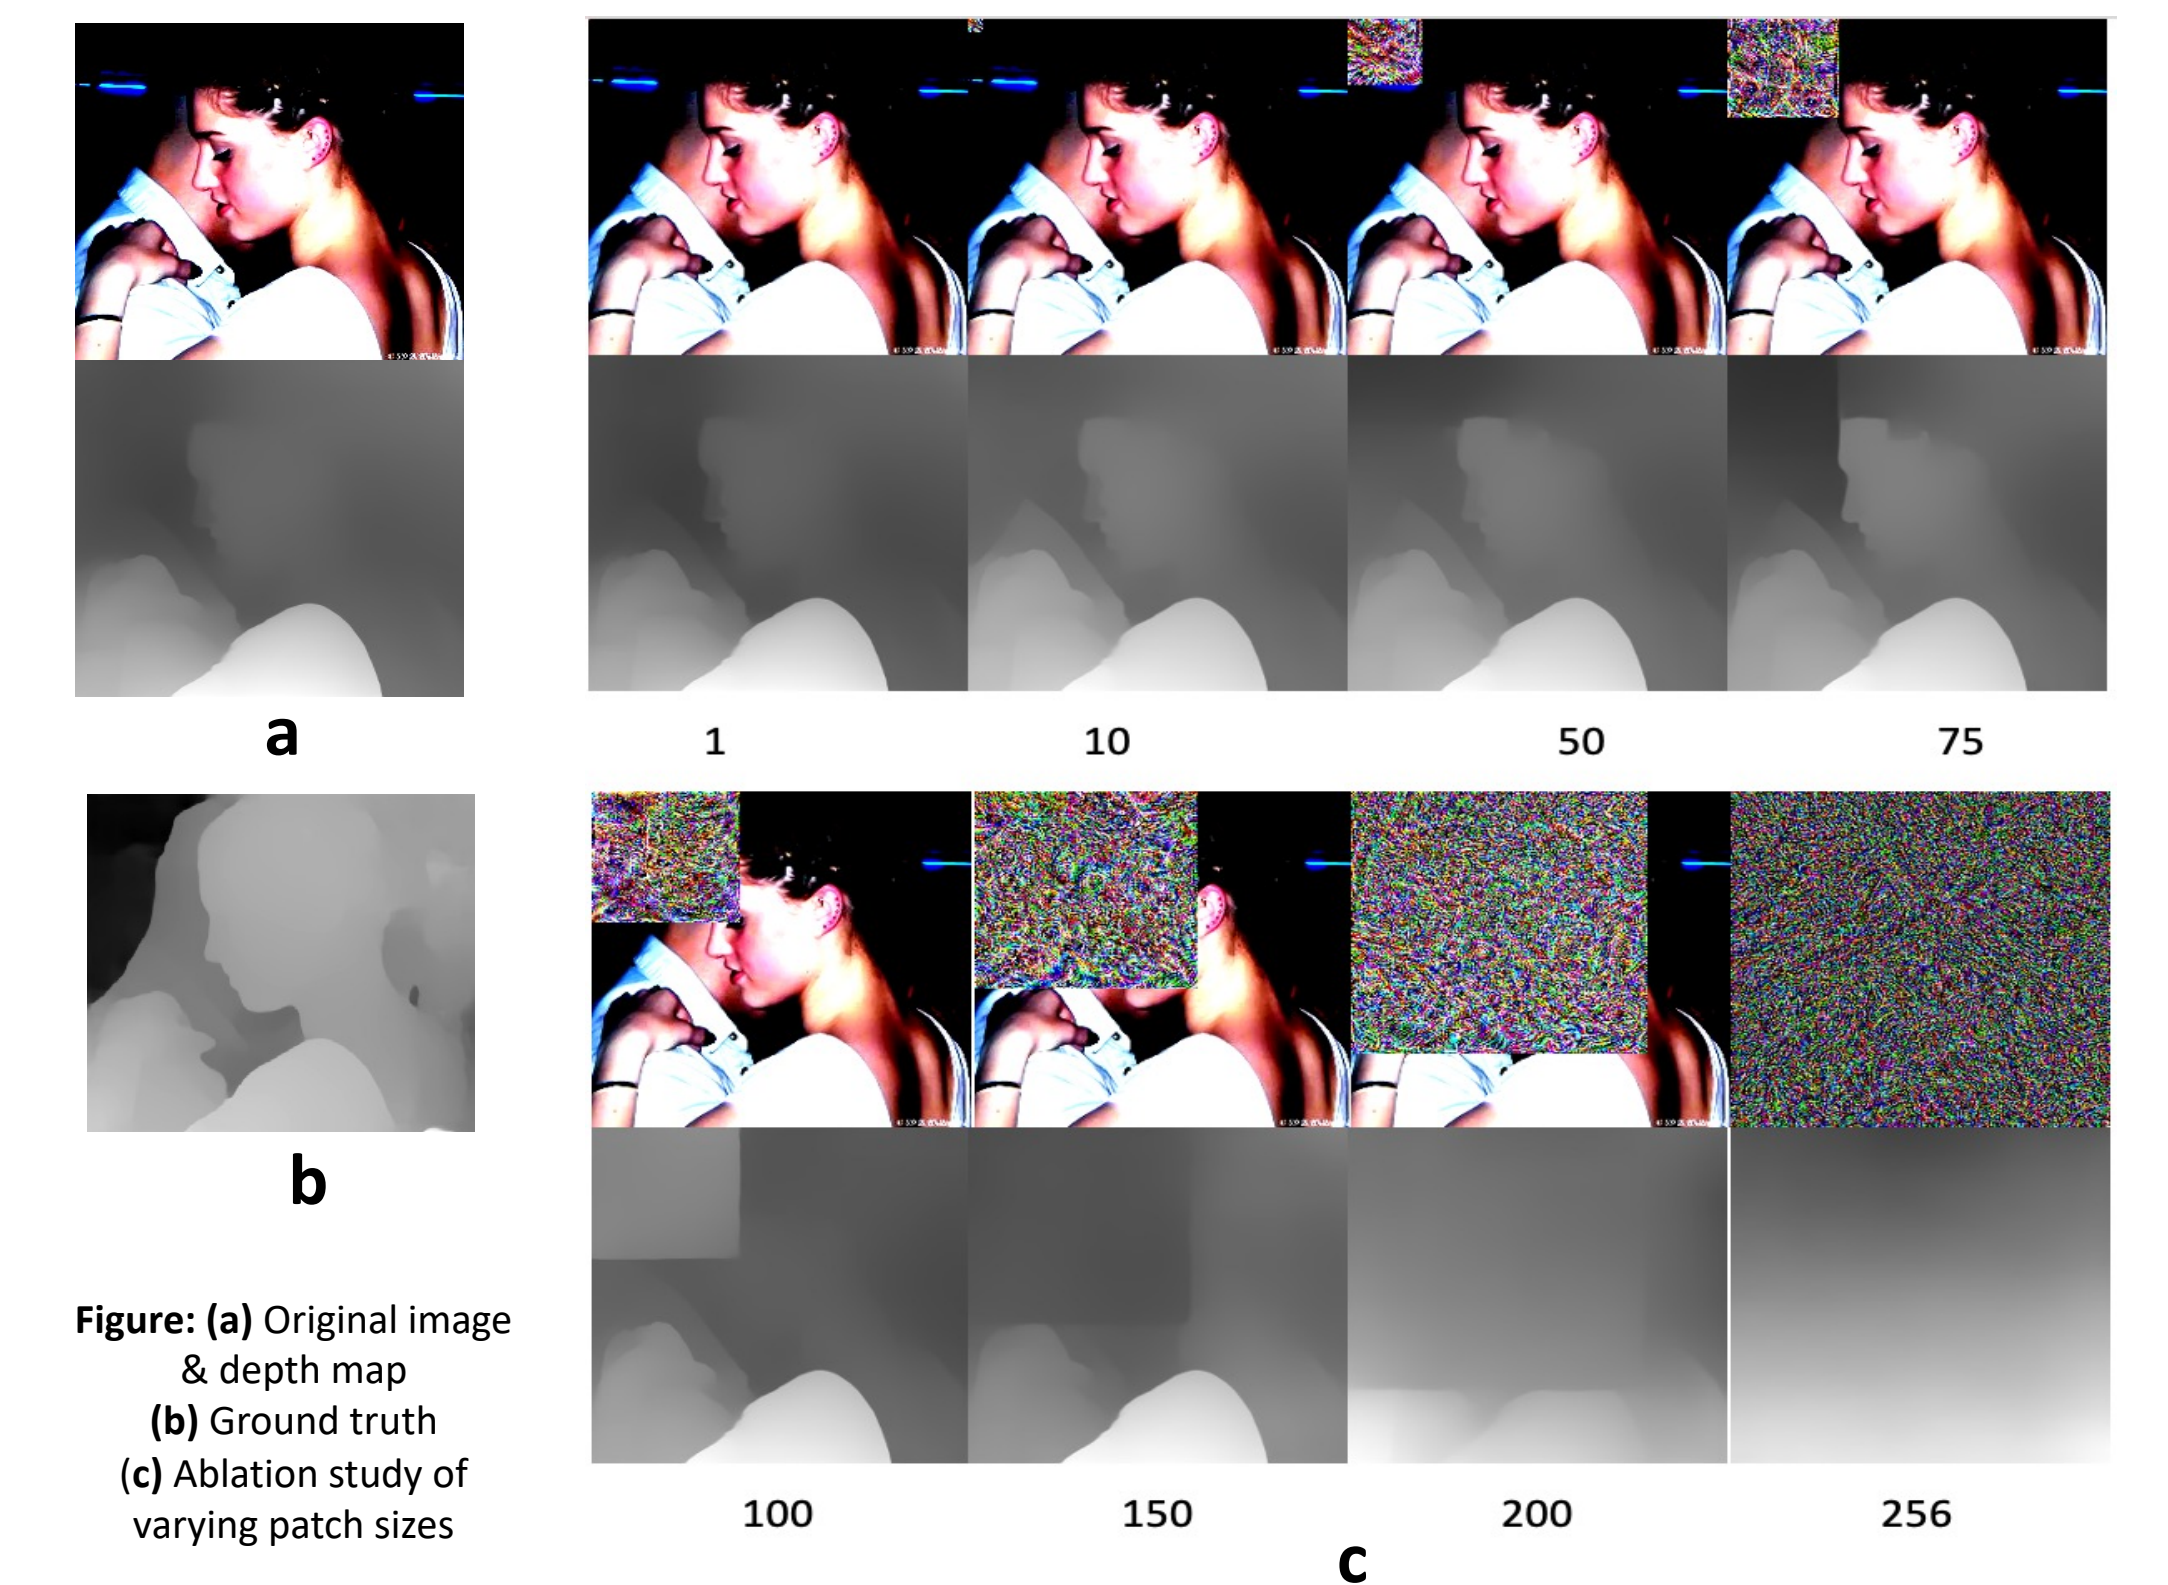 a
1
10
50
75
b
100
150
200
256
c
Figure: (a) Original image
& depth map
(b) Ground truth
(c) Ablation study of
varying patch sizes